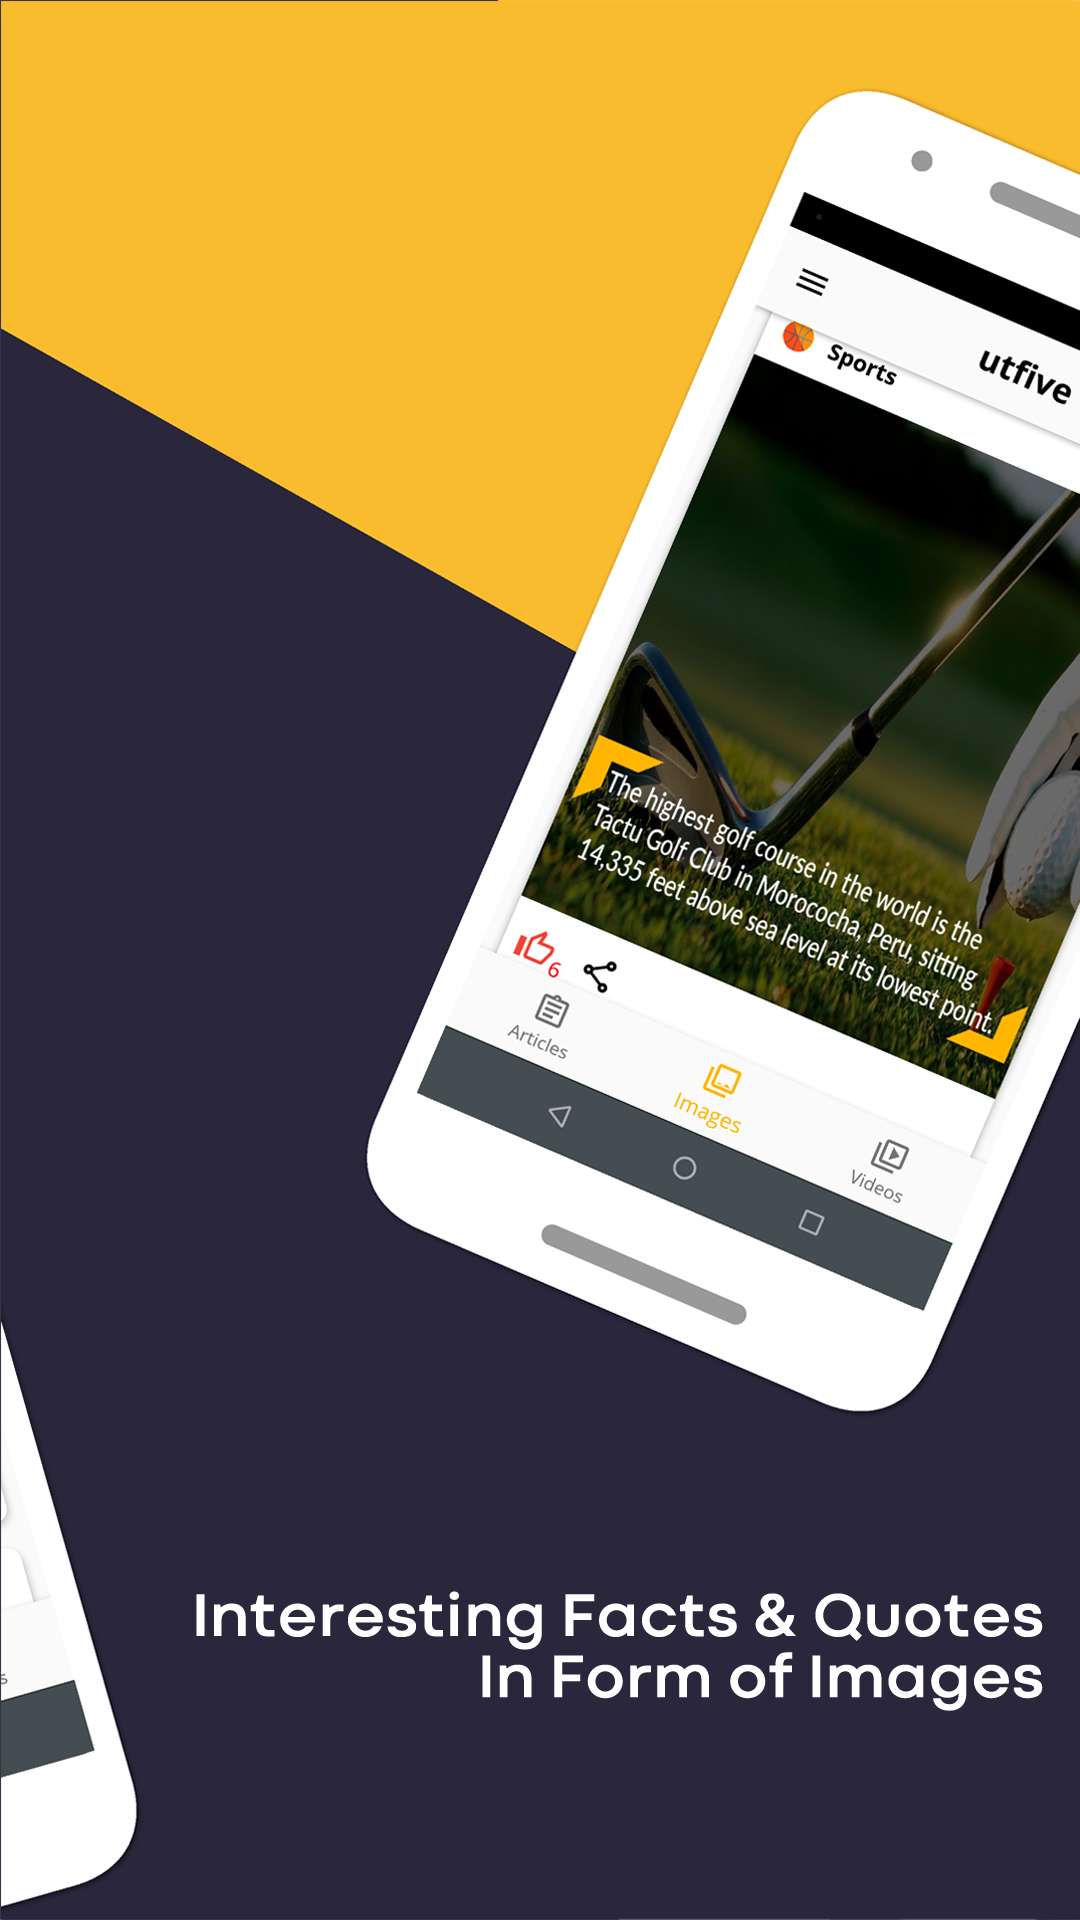 utfive
Sports
The highest golf course in the world is the
Tactu Golf Club in Morococha, Peru, sitting
14,335 feet above sea level at its lowest point.
6
Articles
Images
Videos
s
Interesting Facts & Quotes
In Form of Images